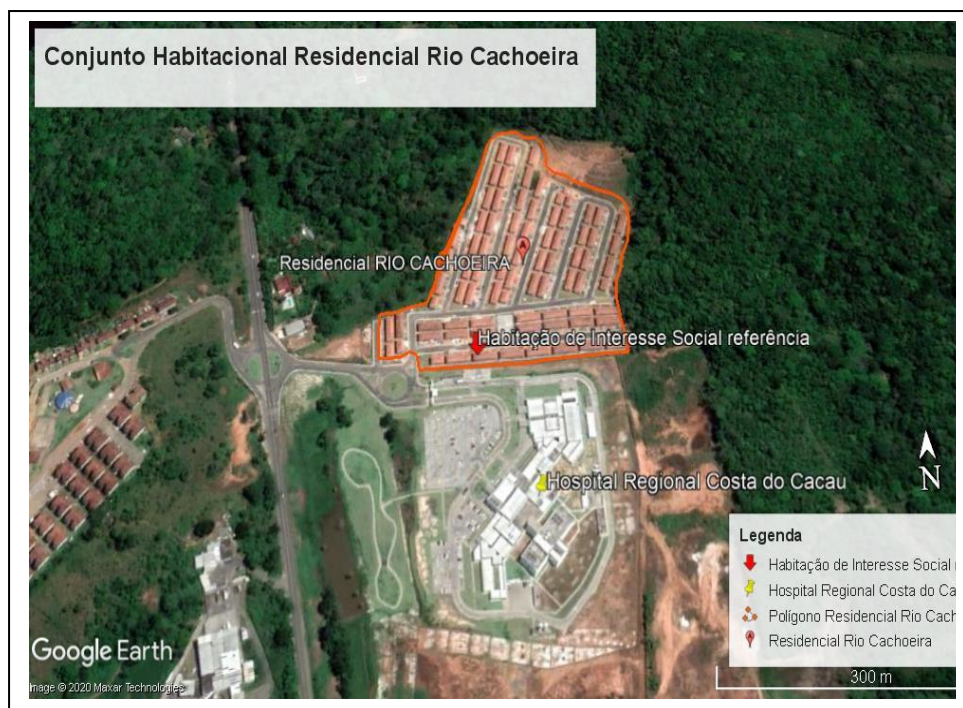 Conjunto Habitacional Residencial Rio Cachoeira
Residencial RIO CACHOEIRA
A
Habitação de Interesse Social referência
Hospital Regional Costa do Cacau
N
Legenda
Habitação de Interesse Social
Hospital Regional Costa do Ca
Polígono Residencial Rio Cach
Residencial Rio Cachoeira
Google Earth
Image © 2020 Maxar Technologies
300 m